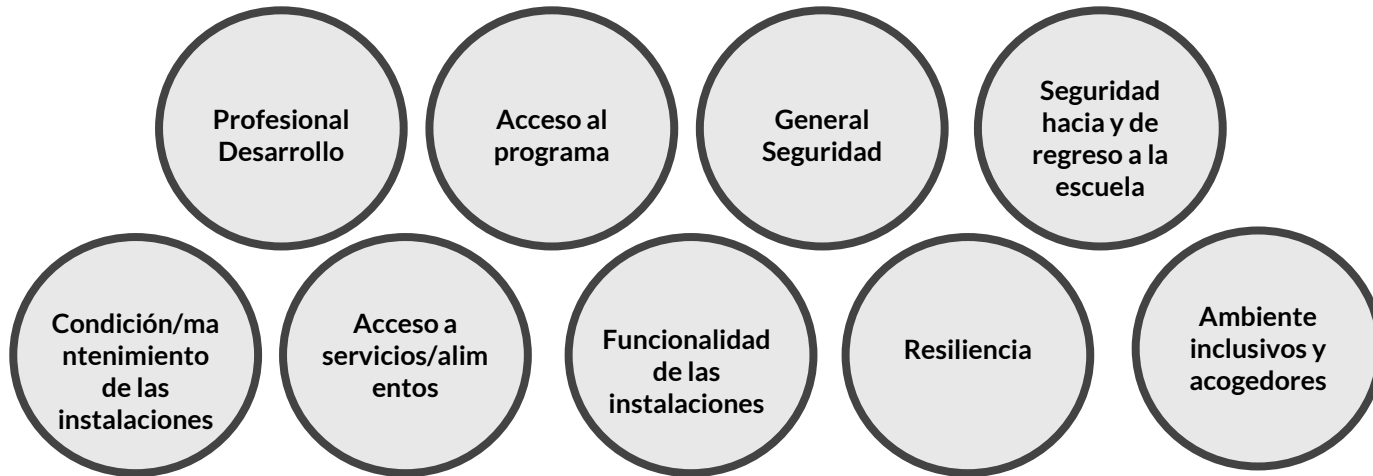 Profesional
Desarrollo
Acceso al
programa
General
Seguridad
Seguridad
hacia y de
regreso a la
escuela
Condición/ma
ntenimiento
de las
instalaciones
Acceso a
servicios/alim
entos
Funcionalidad
de las
instalaciones
Resiliencia
Ambiente
inclusivos y
acogedores